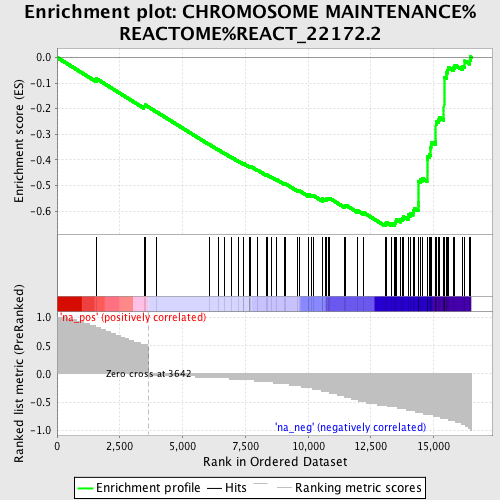 Enrichment plot: CHROMOSOME MAINTENANCE%
REACTOME%REACT_22172.2
Enrichment score (ES)
0.0
-0.1
-0.2
-0.3
-0.4
-0.5
-0.6
Ranked list metric (PreRanked)
1.0
0.5
0.0
-0.5
-1.0
'na_pos' (positively correlated)
Zero cross at 3642
'na_neg' (negatively correlated)
0 2,500 5,000 7,500 10,000 12,500 15,000
Rank in Ordered Dataset
Enrichment profile Hits Ranking metric scores